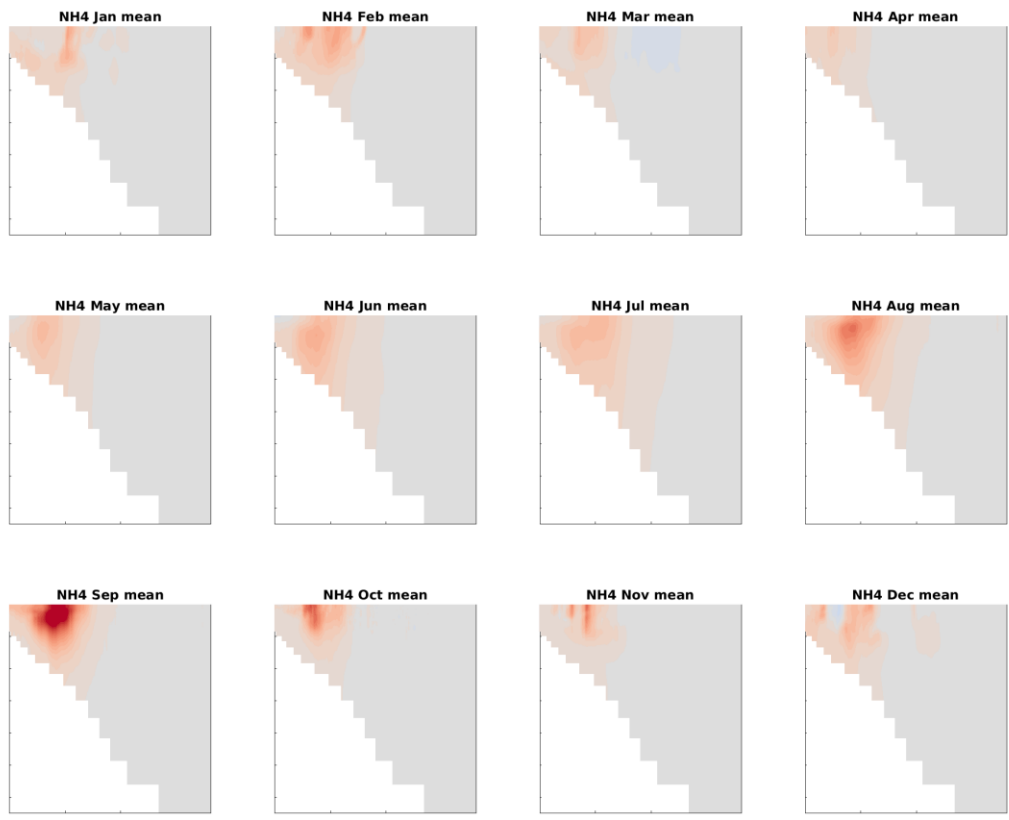 NH4 Jan mean
NH4 Feb mean
NH4 Mar mean
NH4 Apr mean
NH4 May mean
NH4 Jun mean
NH4 Jul mean
NH4 Aug mean
NH4 Sep mean
NH4 Oct mean
NH4 Nov mean
NH4 Dec mean